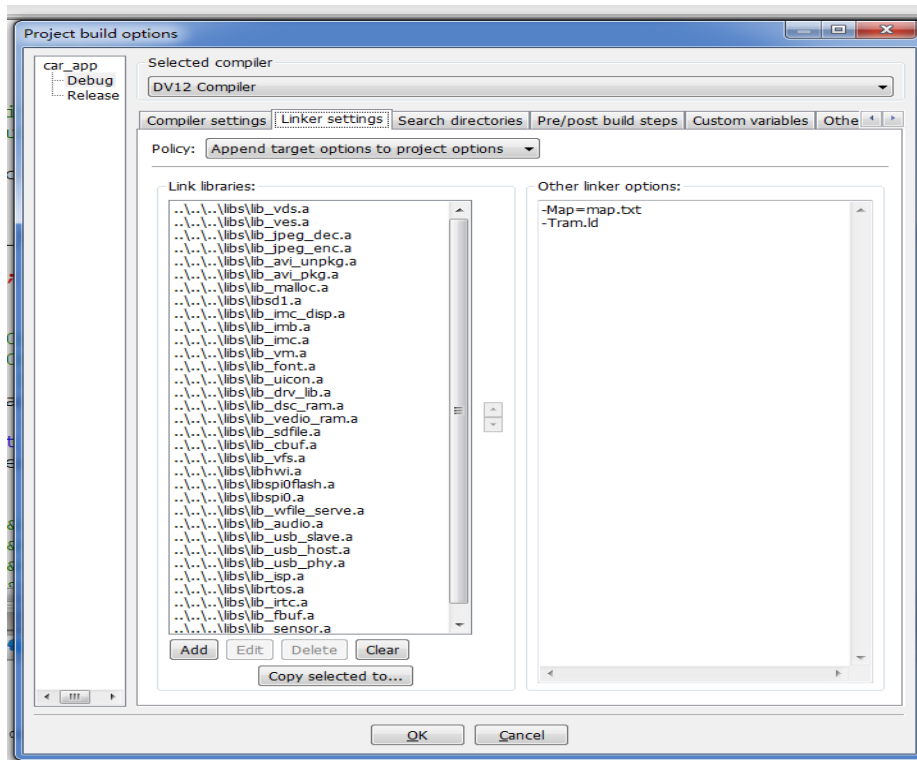 Project build options
car_app
Debug
Release
Selected compiler
DV12 Compiler
Compiler settings
Linker settings
Search directories
Pre/post build steps
Custom variables
Othe
Policy:
Append target options to project options
Link libraries:
..\..\..\libs\lib_vds.a
..\..\..\libs\lib_ves.a
..\..\..\libs\lib_jpeg_dec.a
..\..\..\libs\lib_jpeg_enc.a
..\..\..\libs\lib_avi_unpkg.a
..\..\..\libs\lib_avi_pkg.a
..\..\..\libs\lib_malloc.a
..\..\..\libs\libsd1.a
..\..\..\libs\lib_imc_disp.a
..\..\..\libs\lib_imb.a
..\..\..\libs\lib_imc.a
..\..\..\libs\lib_vm.a
..\..\..\libs\lib_font.a
..\..\..\libs\lib_uicon.a
..\..\..\libs\lib_drv_lib.a
..\..\..\libs\lib_dsc_ram.a
..\..\..\libs\lib_vedio_ram.a
..\..\..\libs\lib_sdfile.a
..\..\..\libs\lib_cbuf.a
..\..\..\libs\lib_vfs.a
..\..\..\libs\libhwi.a
..\..\..\libs\libspi0flash.a
..\..\..\libs\libspi0.a
..\..\..\libs\lib_wfile_serve.a
..\..\..\libs\lib_audio.a
..\..\..\libs\lib_usb_slave.a
..\..\..\libs\lib_usb_host.a
..\..\..\libs\lib_usb_phy.a
..\..\..\libs\lib_isp.a
..\..\..\libs\librtos.a
..\..\..\libs\lib_irtc.a
..\..\..\libs\lib_fbuf.a
..\..\..\libs\lib_sensor.a
Add
Edit
Delete
Clear
Copy selected to...
Other linker options:
-Map=map.txt
-Tram.ld
OK
Cancel